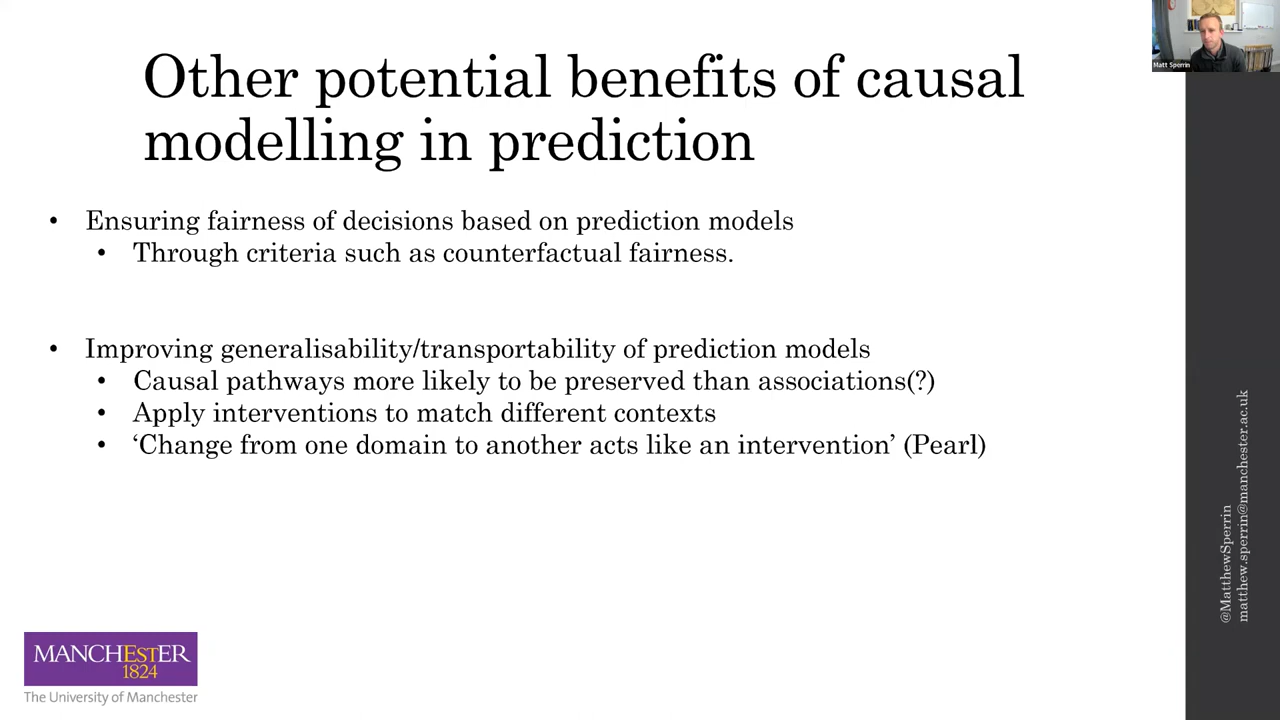 Other potential benefits of causal
modelling in prediction
• Ensuring fairness of decisions based on prediction models
• Through criteria such as counterfactual fairness.
• Improving generalisability/transportability of prediction models
• Causal pathways more likely to be preserved than associations(?)
• Apply interventions to match different contexts
• ‘Change from one domain to another acts like an intervention’ (Pearl)
Matt Sperrin
@MatthewSperrin
matthew.sperrin@manchester.ac.uk
MANCHEstER
1824
The University of Manchester